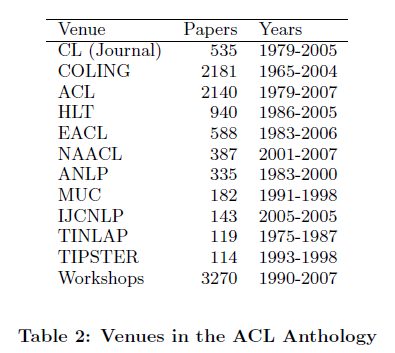 Venue Papers Years
CL (Journal) 535 1979-2005
COLING 2181 1965-2004
ACL 2140 1979-2007
HLT 940 1986-2005
EACL 588 1983-2006
NAACL 387 2001-2007
ANLP 335 1983-2000
MUC 182 1991-1998
IJCNLP 143 2005-2005
TINLAP 119 1975-1987
TIPSTER 114 1993-1998
Workshops 3270 1990-2007
Table 2: Venues in the ACL Anthology